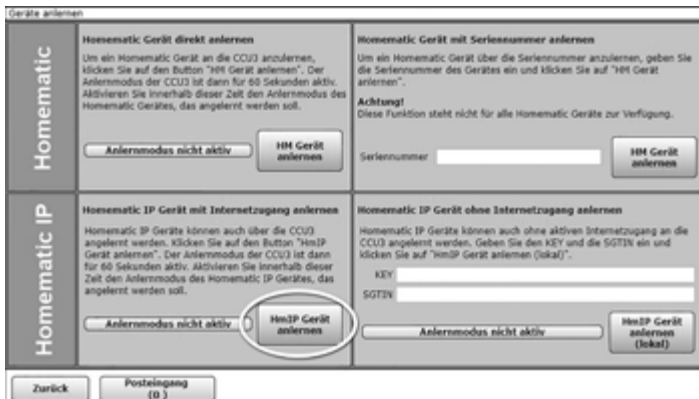 Geräte anlernen
Homematic
Homematic Gerät direkt anlernen
Um ein Homematic Gerät an die CCU3 anzulernen,
klicken Sie auf den Button "HM Gerät anlernen". Der
Anlernmodus der CCU3 ist dann für 60 Sekunden aktiv.
Aktivieren Sie innerhalb dieser Zeit den Anlernmodus des
Homematic Gerätes, das angelernt werden soll.
Anlernmodus nicht aktiv
HM Gerät
anlernen
Homematic Gerät mit Seriennummer anlernen
Um ein Homematic Gerät über die Seriennummer anzulernen, geben Sie
die Seriennummer des Gerätes ein und klicken Sie auf "HM Gerät
anlernen".
Achtung!
Diese Funktion steht nicht für alle Homematic Geräte zur Verfügung.
Seriennummer
HM Gerät
anlernen
Homematic IP
Homematic IP Gerät mit Internetzugang anlernen
Homematic IP Geräte können auch über die CCU3
angelernt werden. Klicken Sie auf den Button "HmIP
Gerät anlernen". Der Anlernmodus der CCU3 ist dann
für 60 Sekunden aktiv. Aktivieren Sie innerhalb dieser
Zeit den Anlernmodus des Homematic IP Gerätes, das
angelernt werden soll.
Anlernmodus nicht aktiv
HmIP Gerät
anlernen
Homematic IP Gerät ohne Internetzugang anlernen
Homematic IP Geräte können auch ohne aktiven Internetzugang an die
CCU3 angelernt werden. Geben Sie den KEY und die SGTIN ein und
klicken Sie auf "HmIP Gerät anlernen (lokal)".
KEY
SGTIN
Anlernmodus nicht aktiv
HmIP Gerät
anlernen
(lokal)
Zurück
Posteingang
(0 )